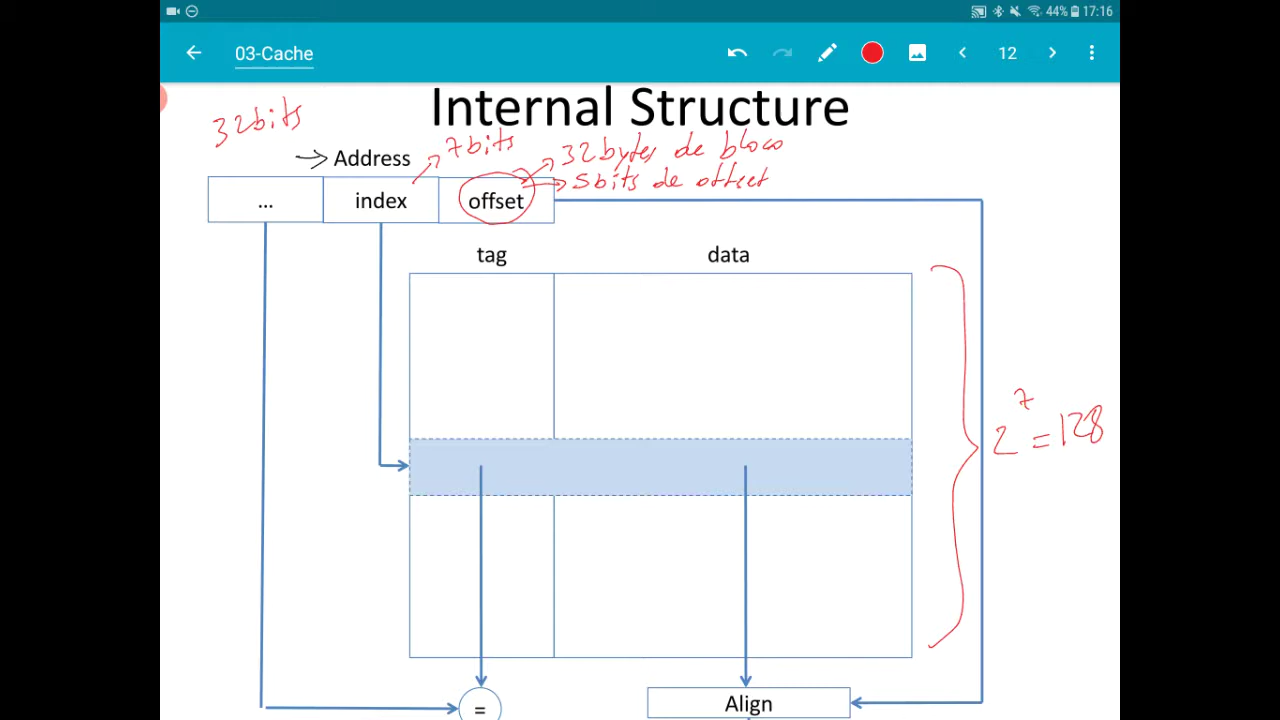 44% 17:16
03-Cache
12
Internal Structure
32bits
7bits
32bytes de bloco
Address
5bits de offset
... index offset
tag data
2^7=128
= Align